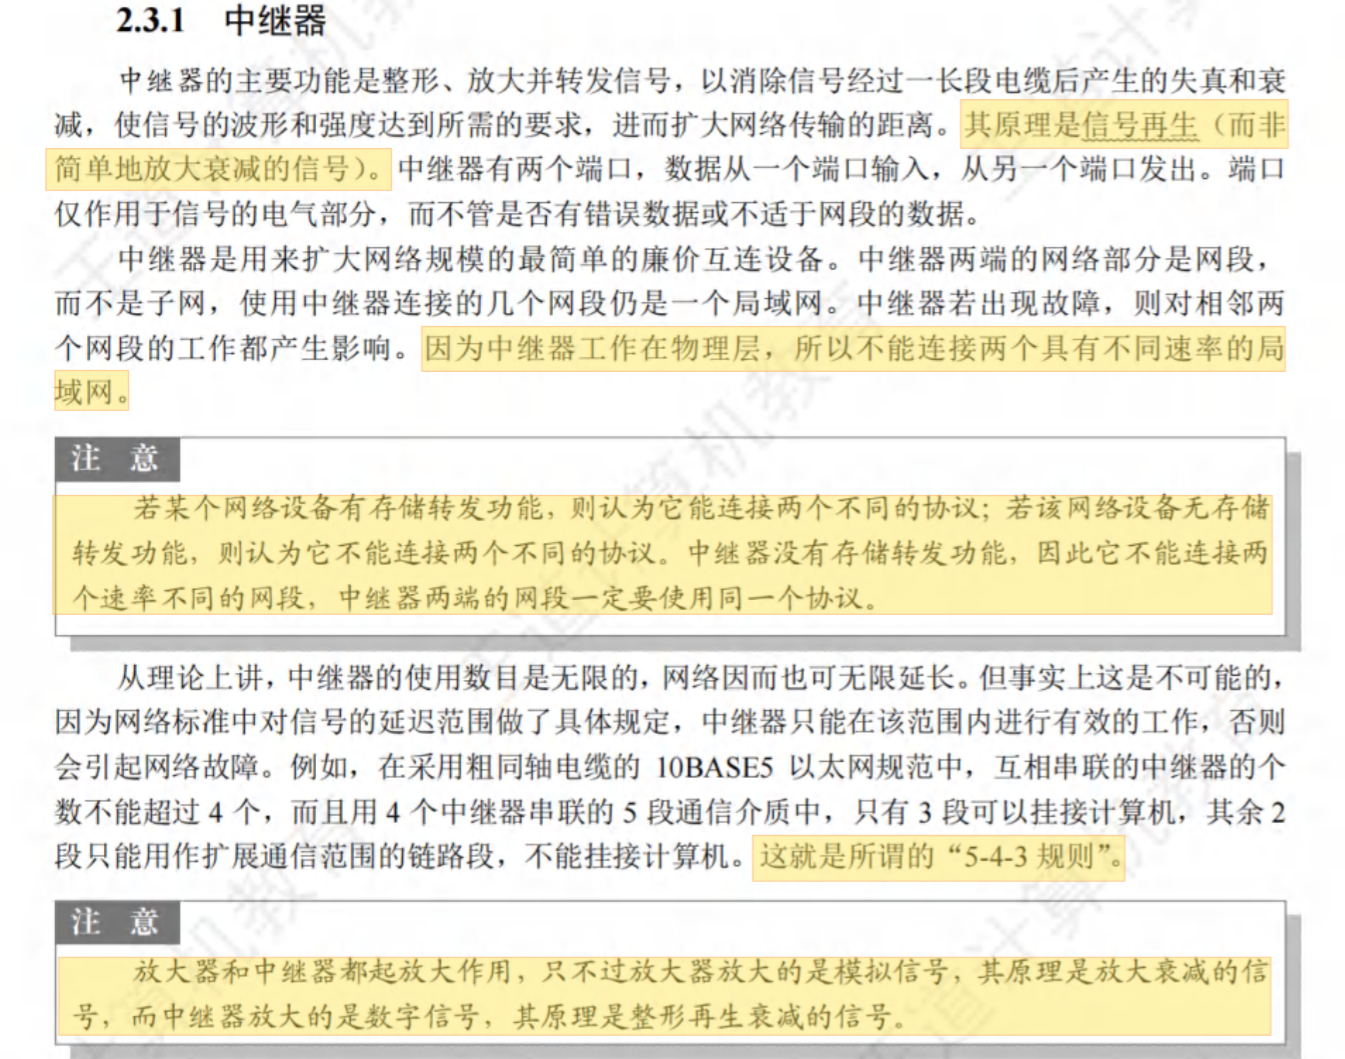 2.3.1 中继器
中继器的主要功能是整形、放大并转发信号，以消除信号经过一长段电缆后产生的失真和衰
减，使信号的波形和强度达到所需的要求，进而扩大网络传输的距离。其原理是信号再生（而非
简单地放大衰减的信号）。中继器有两个端口，数据从一个端口输入，从另一个端口发出。端口
仅作用于信号的电气部分，而不管是否有错误数据或不适于网段的数据。
中继器是用来扩大网络规模的最简单的廉价互连设备。中继器两端的网络部分是网段，
而不是子网，使用中继器连接的几个网段仍是一个局域网。中继器若出现故障，则对相邻两
个网段的工作都产生影响。因为中继器工作在物理层，所以不能连接两个具有不同速率的局
域网。
注 意
若某个网络设备有存储转发功能，则认为它能连接两个不同的协议；若该网络设备无存储
转发功能，则认为它不能连接两个不同的协议。中继器没有存储转发功能，因此它不能连接两
个速率不同的网段，中继器两端的网段一定要使用同一个协议。
从理论上讲，中继器的使用数目是无限的，网络因而也可无限延长。但事实上这是不可能的，
因为网络标准中对信号的延迟范围做了具体规定，中继器只能在该范围内进行有效的工作，否则
会引起网络故障。例如，在采用粗同轴电缆的 10BASE5 以太网规范中，互相串联的中继器的个
数不能超过 4 个，而且用 4 个中继器串联的 5 段通信介质中，只有 3 段可以挂接计算机，其余 2
段只能用作扩展通信范围的链路段，不能挂接计算机。这就是所谓的“5-4-3 规则”。
注 意
放大器和中继器都起放大作用，只不过放大器放大的是模拟信号，其原理是放大衰减的信
号，而中继器放大的是数字信号，其原理是整形再生衰减的信号。